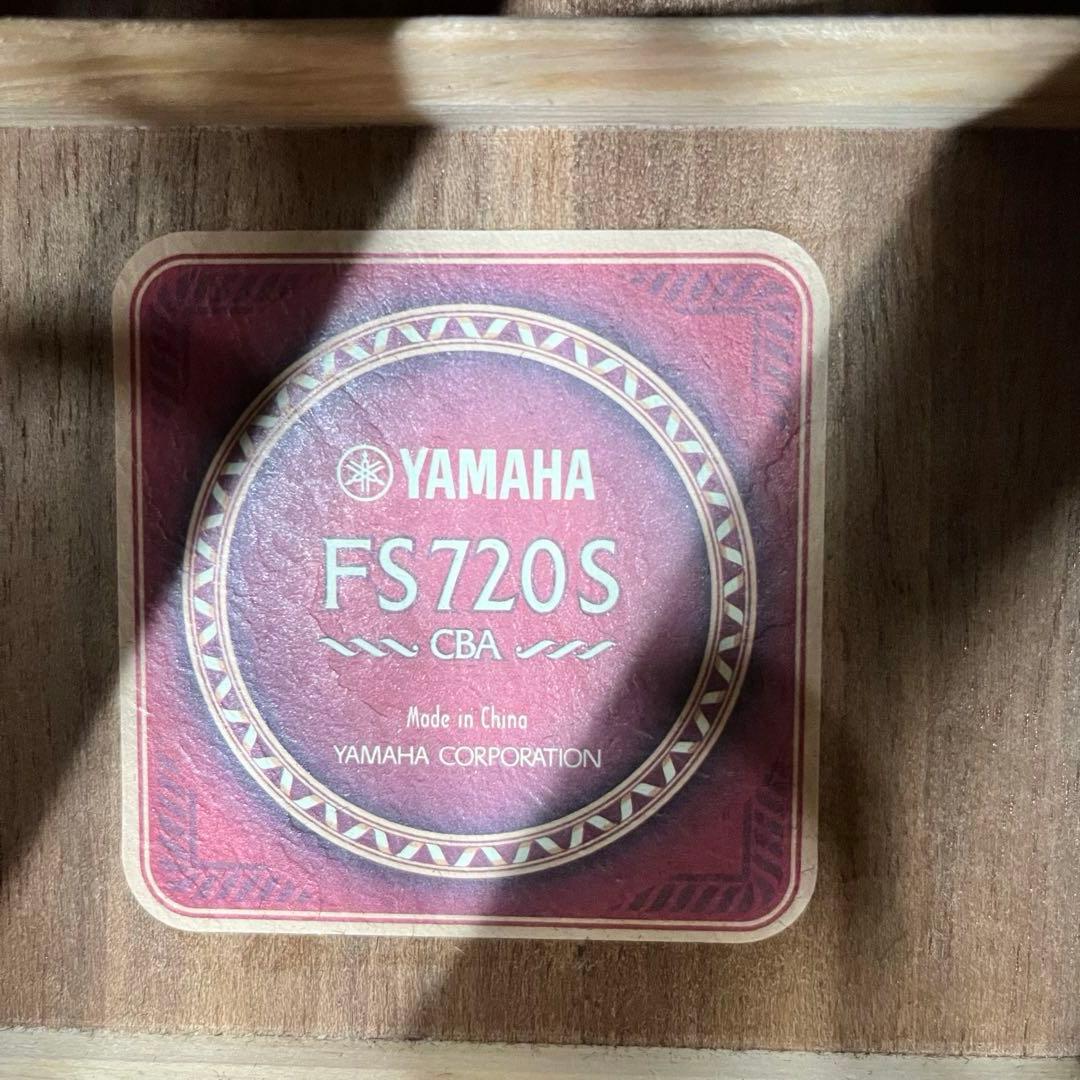 YAMAHA
FS720S
CBA
Made in China
YAMAHA CORPORATION